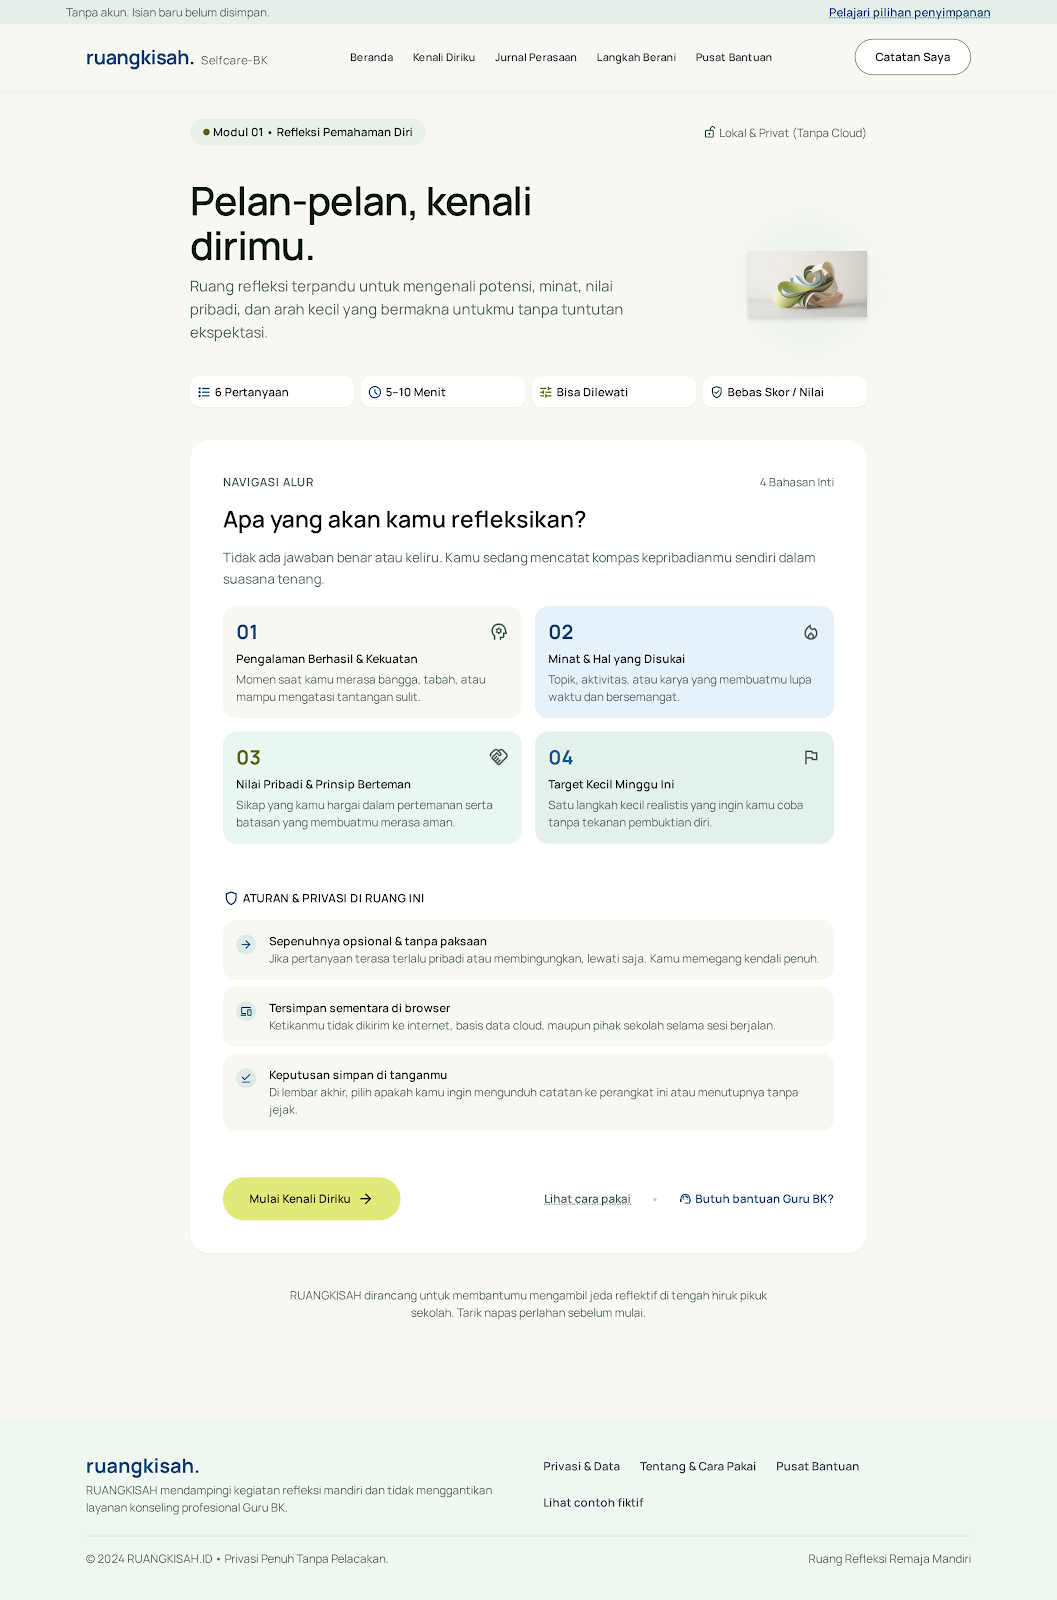 Tanpa akun. Isian baru belum disimpan.
Pelajari pilihan penyimpanan
ruangkisah. Selfcare-BK
Beranda
Kenali Diriku
Jurnal Perasaan
Langkah Berani
Pusat Bantuan
Catatan Saya
Modul 01 • Refleksi Pemahaman Diri
Lokal & Privat (Tanpa Cloud)
Pelan-pelan, kenali
dirimu.
Ruang refleksi terpandu untuk mengenali potensi, minat, nilai
pribadi, dan arah kecil yang bermakna untukmu tanpa tuntutan
ekspektasi.
6 Pertanyaan
5–10 Menit
Bisa Dilewati
Bebas Skor / Nilai
NAVIGASI ALUR
4 Bahasan Inti
Apa yang akan kamu refleksikan?
Tidak ada jawaban benar atau keliru. Kamu sedang mencatat kompas kepribadianmu sendiri dalam
suasana tenang.
01
Pengalaman Berhasil & Kekuatan
Momen saat kamu merasa bangga, tabah, atau
mampu mengatasi tantangan sulit.
02
Minat & Hal yang Disukai
Topik, aktivitas, atau karya yang membuatmu lupa
waktu dan bersemangat.
03
Nilai Pribadi & Prinsip Berteman
Sikap yang kamu hargai dalam pertemanan serta
batasan yang membuatmu merasa aman.
04
Target Kecil Minggu Ini
Satu langkah kecil realistis yang ingin kamu coba
tanpa tekanan pembuktian diri.
ATURAN & PRIVASI DI RUANG INI
Sepenuhnya opsional & tanpa paksaan
Jika pertanyaan terasa terlalu pribadi atau membingungkan, lewati saja. Kamu memegang kendali penuh.
Tersimpan sementara di browser
Ketikanmu tidak dikirim ke internet, basis data cloud, maupun pihak sekolah selama sesi berjalan.
Keputusan simpan di tanganmu
Di lembar akhir, pilih apakah kamu ingin mengunduh catatan ke perangkat ini atau menutupnya tanpa
jejak.
Mulai Kenali Diriku
Lihat cara pakai
•
Butuh bantuan Guru BK?
RUANGKISAH dirancang untuk membantumu mengambil jeda reflektif di tengah hiruk pikuk
sekolah. Tarik napas perlahan sebelum mulai.
ruangkisah.
RUANGKISAH mendampingi kegiatan refleksi mandiri dan tidak menggantikan
layanan konseling profesional Guru BK.
Privasi & Data
Tentang & Cara Pakai
Pusat Bantuan
Lihat contoh fiktif
© 2024 RUANGKISAH.ID • Privasi Penuh Tanpa Pelacakan.
Ruang Refleksi Remaja Mandiri